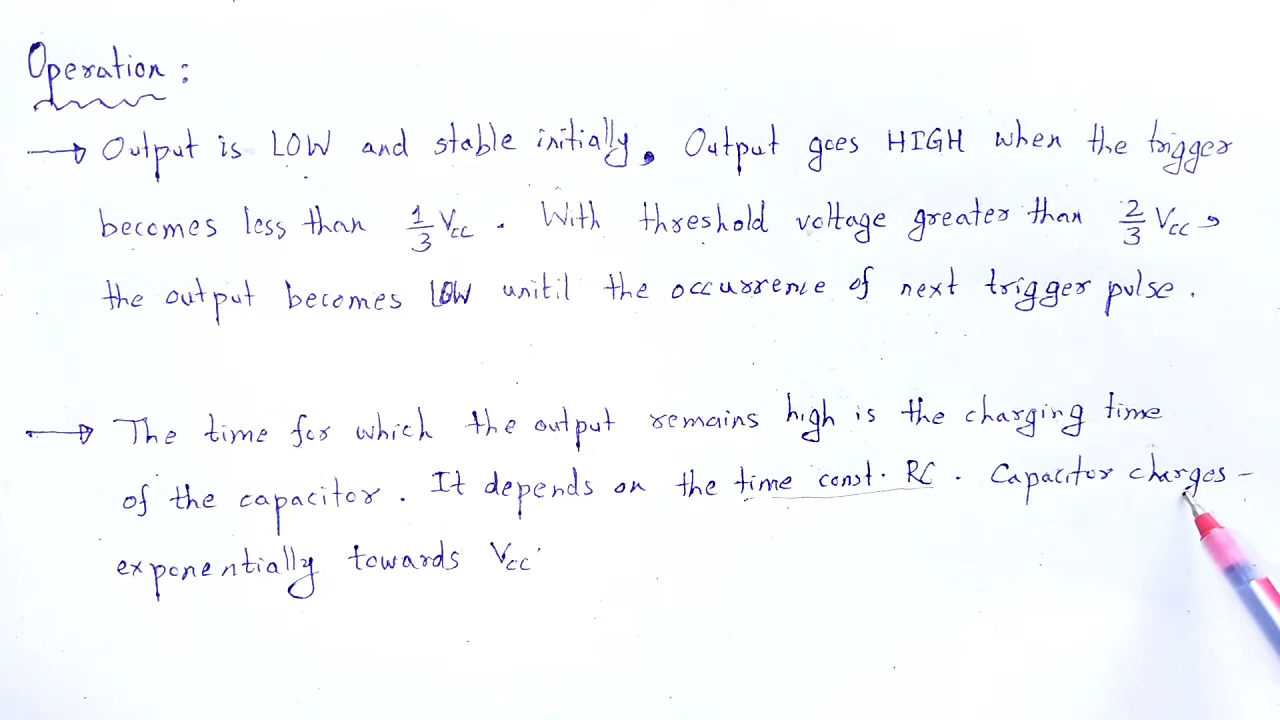 Operation :
→ Output is LOW and stable initially. Output goes HIGH when the trigger
becomes less than 1/3 Vcc . With threshold voltage greater than 2/3 Vcc ,
the output becomes LOW unitil the occurrence of next trigger pulse .
→ The time for which the output remains high is the charging time
of the capacitor . It depends on the time const. RC . Capacitor charges -
exponentially towards Vcc